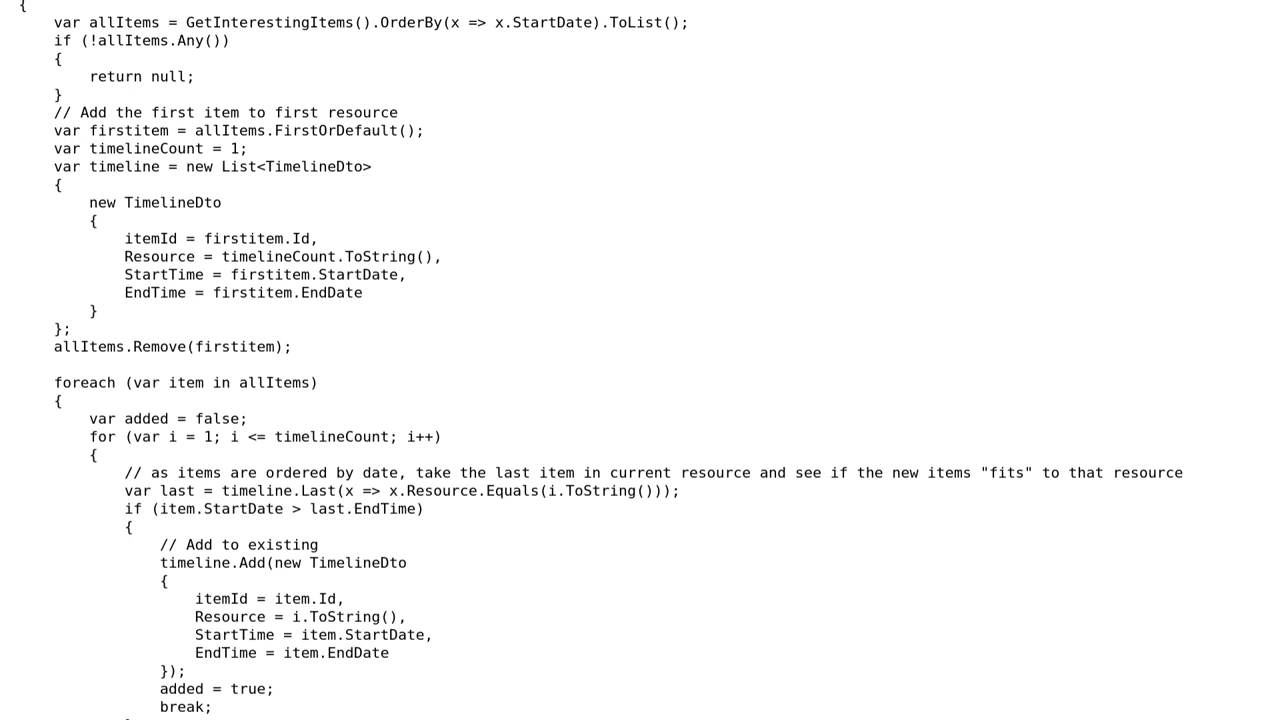 {
    var allItems = GetInterestingItems().OrderBy(x => x.StartDate).ToList();
    if (!allItems.Any())
    {
        return null;
    }
    // Add the first item to first resource
    var firstitem = allItems.FirstOrDefault();
    var timelineCount = 1;
    var timeline = new List<TimelineDto>
    {
        new TimelineDto
        {
            itemId = firstitem.Id,
            Resource = timelineCount.ToString(),
            StartTime = firstitem.StartDate,
            EndTime = firstitem.EndDate
        }
    };
    allItems.Remove(firstitem);

    foreach (var item in allItems)
    {
        var added = false;
        for (var i = 1; i <= timelineCount; i++)
        {
            // as items are ordered by date, take the last item in current resource and see if the new items "fits" to that resource
            var last = timeline.Last(x => x.Resource.Equals(i.ToString()));
            if (item.StartDate > last.EndTime)
            {
                // Add to existing
                timeline.Add(new TimelineDto
                {
                    itemId = item.Id,
                    Resource = i.ToString(),
                    StartTime = item.StartDate,
                    EndTime = item.EndDate
                });
                added = true;
                break;